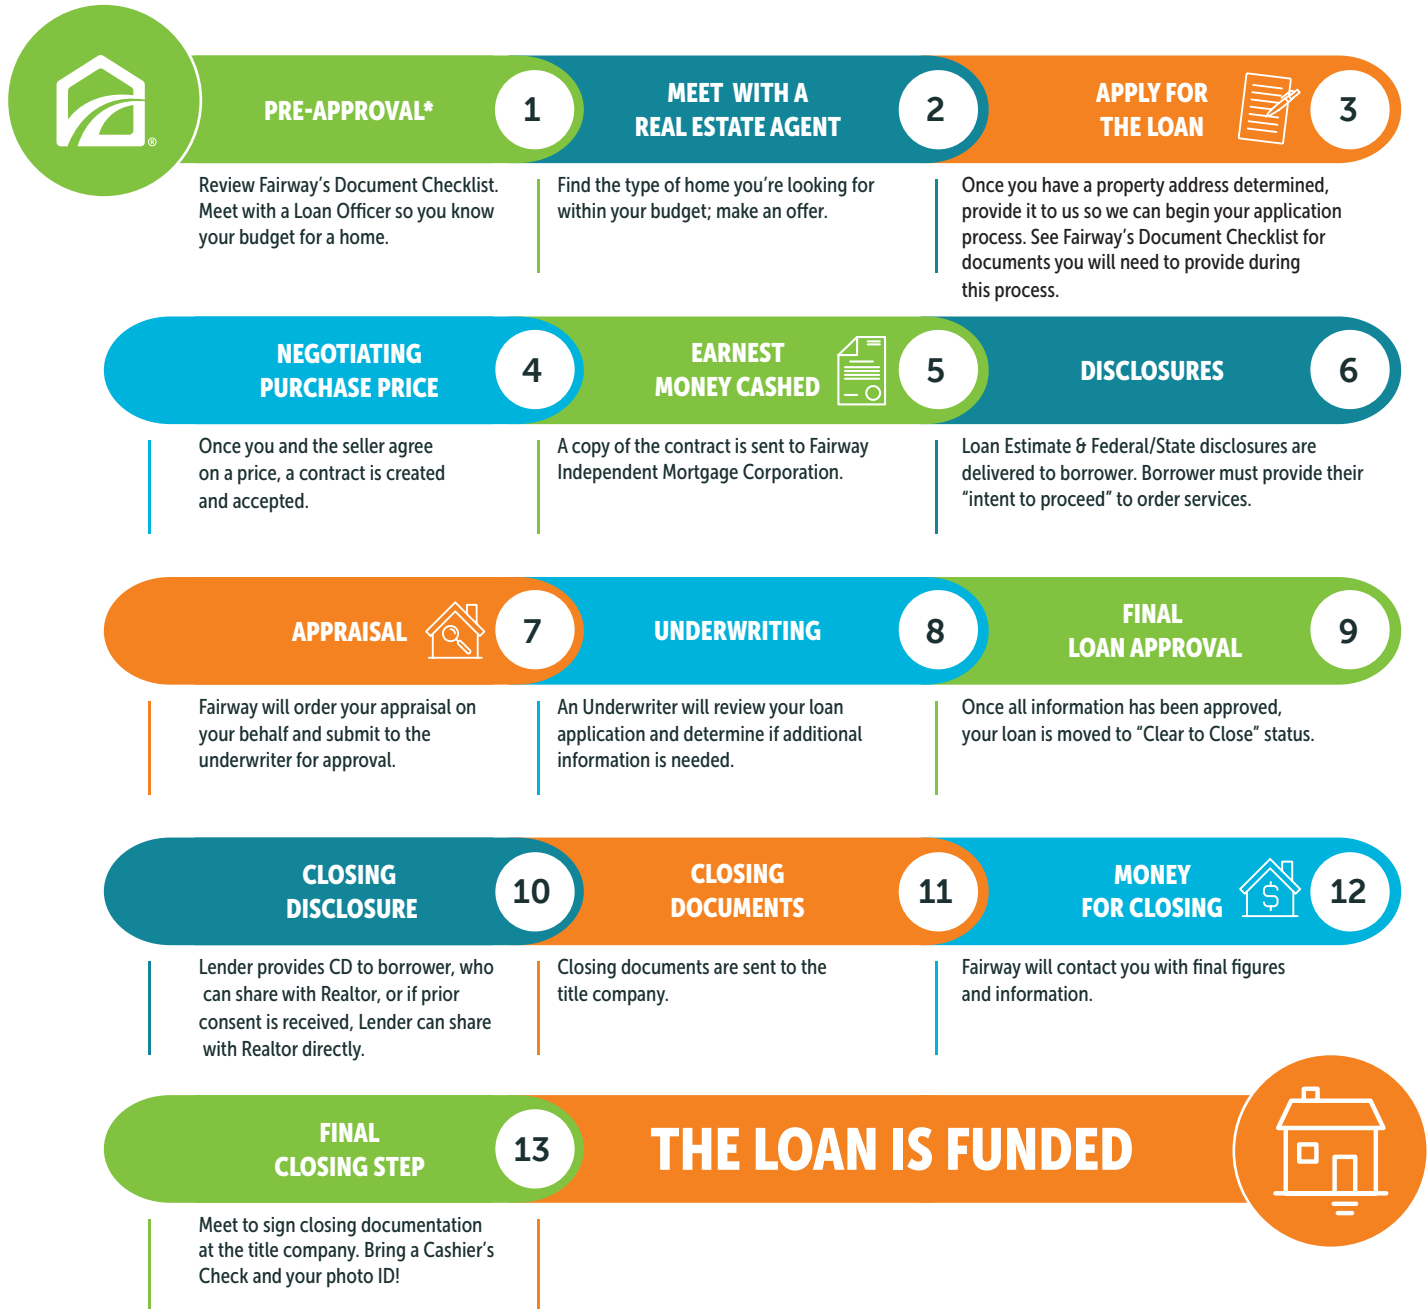 ®
PRE-APPROVAL*
1
Review Fairway's Document Checklist.
Meet with a Loan Officer so you know
your budget for a home.
MEET WITH A
REAL ESTATE AGENT
2
Find the type of home you're looking for
within your budget; make an offer.
APPLY FOR
THE LOAN
3
Once you have a property address determined,
provide it to us so we can begin your application
process. See Fairway's Document Checklist for
documents you will need to provide during
this process.
NEGOTIATING
PURCHASE PRICE
4
Once you and the seller agree
on a price, a contract is created
and accepted.
EARNEST
MONEY CASHED
5
A copy of the contract is sent to Fairway
Independent Mortgage Corporation.
DISCLOSURES
6
Loan Estimate & Federal/State disclosures are
delivered to borrower. Borrower must provide their
"intent to proceed" to order services.
APPRAISAL
7
Fairway will order your appraisal on
your behalf and submit to the
underwriter for approval.
UNDERWRITING
8
An Underwriter will review your loan
application and determine if additional
information is needed.
FINAL
LOAN APPROVAL
9
Once all information has been approved,
your loan is moved to "Clear to Close" status.
CLOSING
DISCLOSURE
10
Lender provides CD to borrower, who
can share with Realtor, or if prior
consent is received, Lender can share
with Realtor directly.
CLOSING
DOCUMENTS
11
Closing documents are sent to the
title company.
MONEY
FOR CLOSING
$
12
Fairway will contact you with final figures
and information.
FINAL
CLOSING STEP
13
Meet to sign closing documentation
at the title company. Bring a Cashier's
Check and your photo ID!
THE LOAN IS FUNDED